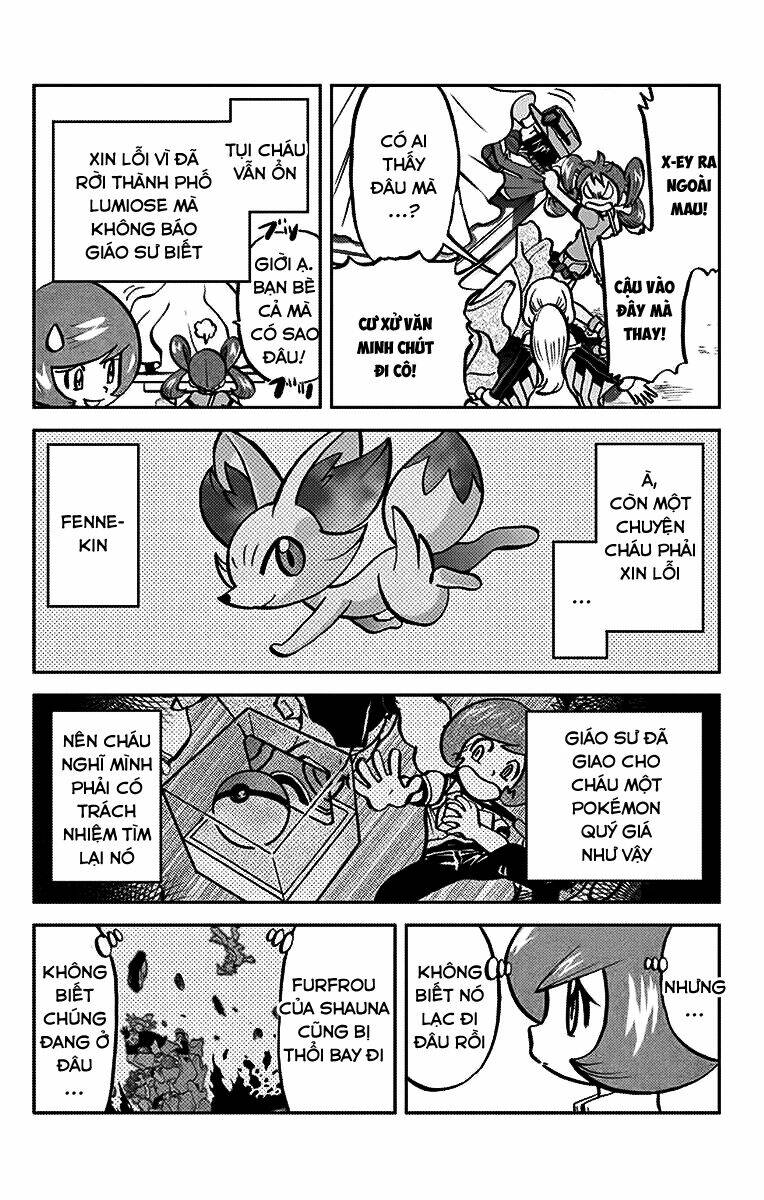 X-EY RA
NGOÀI
MAU!
CÓ AI
THẤY
ĐÂU MÀ
...?
CẬU VÀO
ĐÂY MÀ
THAY!
CƯ XỬ VĂN
MINH CHÚT
ĐI CÔ!
TỤI CHÁU
VẪN ỔN
XIN LỖI VÌ ĐÃ
RỜI THÀNH PHỐ
LUMIOSE MÀ
KHÔNG BÁO
GIÁO SƯ BIẾT
GIỜI Ạ.
BẠN BÈ
CẢ MÀ
CÓ SAO
ĐÂU!
À,
CÒN MỘT
CHUYỆN
CHÁU PHẢI
XIN LỖI
...
FENNE-
KIN
GIÁO SƯ ĐÃ
GIAO CHO
CHÁU MỘT
POKÉMON
QUÝ GIÁ
NHƯ VẬY
NÊN CHÁU
NGHĨ MÌNH
PHẢI CÓ
TRÁCH
NHIỆM TÌM
LẠI NÓ
NHƯNG
...
KHÔNG
BIẾT NÓ
LẠC ĐI
ĐÂU RỒI
FURFROU
CỦA SHAUNA
CŨNG BỊ
THỔI BAY ĐI
KHÔNG
BIẾT
CHÚNG
ĐANG Ở
ĐÂU
...